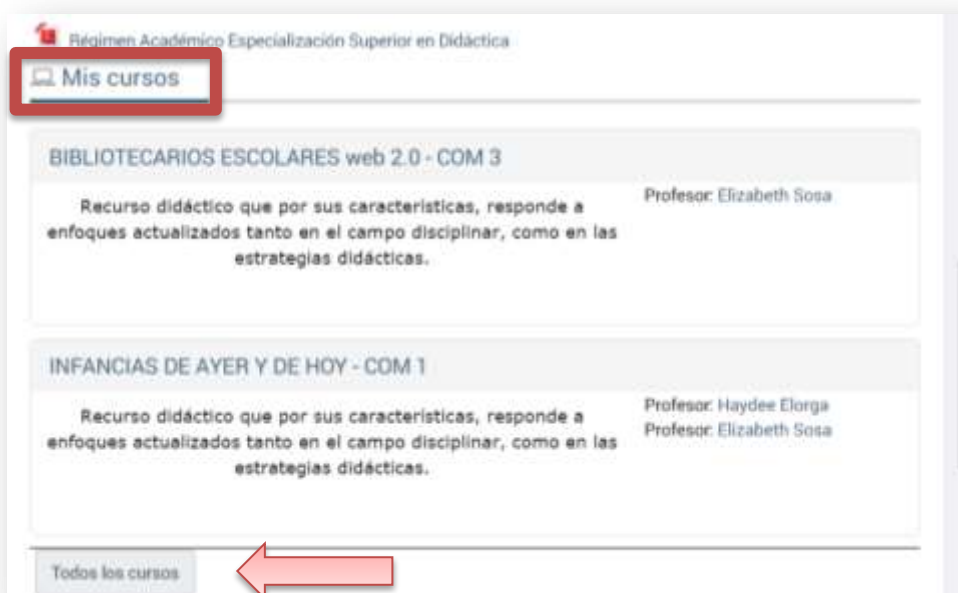 Régimen Académico Especialización Superior en Didáctica
Mis cursos
BIBLIOTECARIOS ESCOLARES web 2.0 - COM 3
Recurso didáctico que por sus características, responde a
enfoques actualizados tanto en el campo disciplinar, como en las
estrategias didácticas.
Profesor: Elizabeth Sosa
INFANCIAS DE AYER Y DE HOY - COM 1
Recurso didáctico que por sus características, responde a
enfoques actualizados tanto en el campo disciplinar, como en las
estrategias didácticas.
Profesor: Haydee Elorga
Profesor: Elizabeth Sosa
Todos los cursos